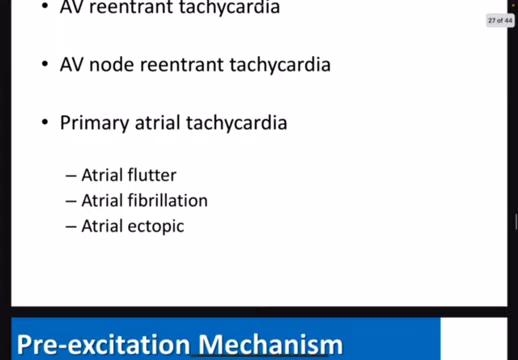 • AV reentrant tachycardia
27 of 44
• AV node reentrant tachycardia
• Primary atrial tachycardia
– Atrial flutter
– Atrial fibrillation
– Atrial ectopic
Pre-excitation Mechanism